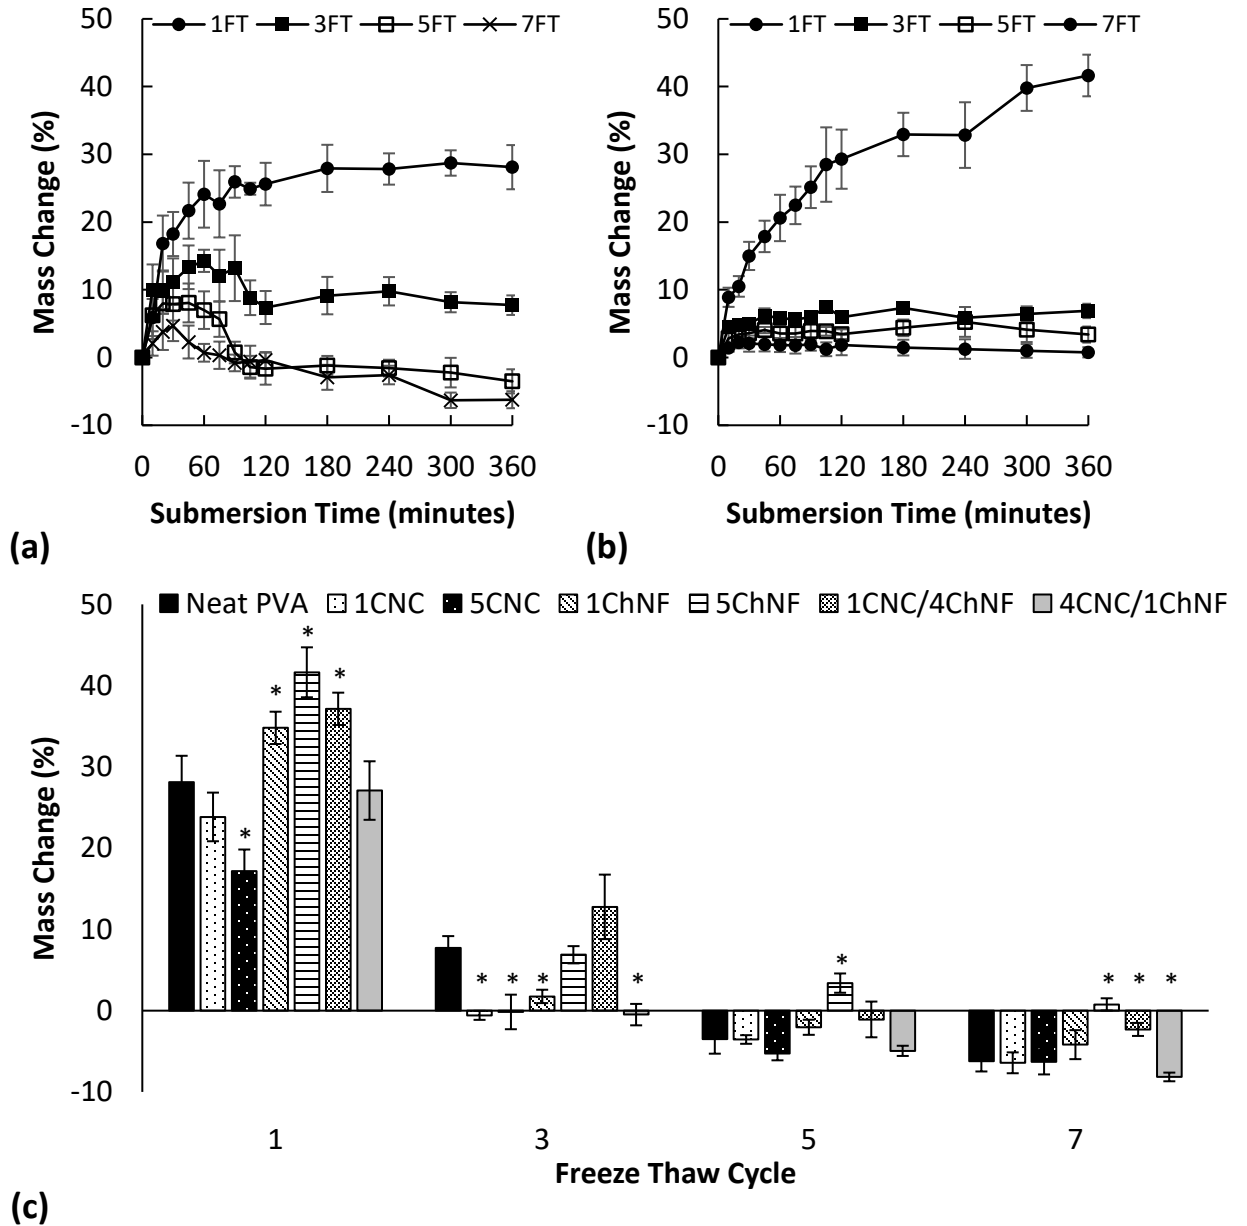 1FT 3FT 5FT 7FT
50
40
30
20
10
0
-10
Mass Change (%)
0 60 120 180 240 300 360
Submersion Time (minutes)
(a)
1FT 3FT 5FT 7FT
50
40
30
20
10
0
-10
Mass Change (%)
0 60 120 180 240 300 360
Submersion Time (minutes)
(b)
Neat PVA 1CNC 5CNC 1ChNF 5ChNF 1CNC/4ChNF 4CNC/1ChNF
50
40
30
20
10
0
-10
Mass Change (%)
* * * *
* * * *
*
* * *
1 3 5 7
Freeze Thaw Cycle
(c)